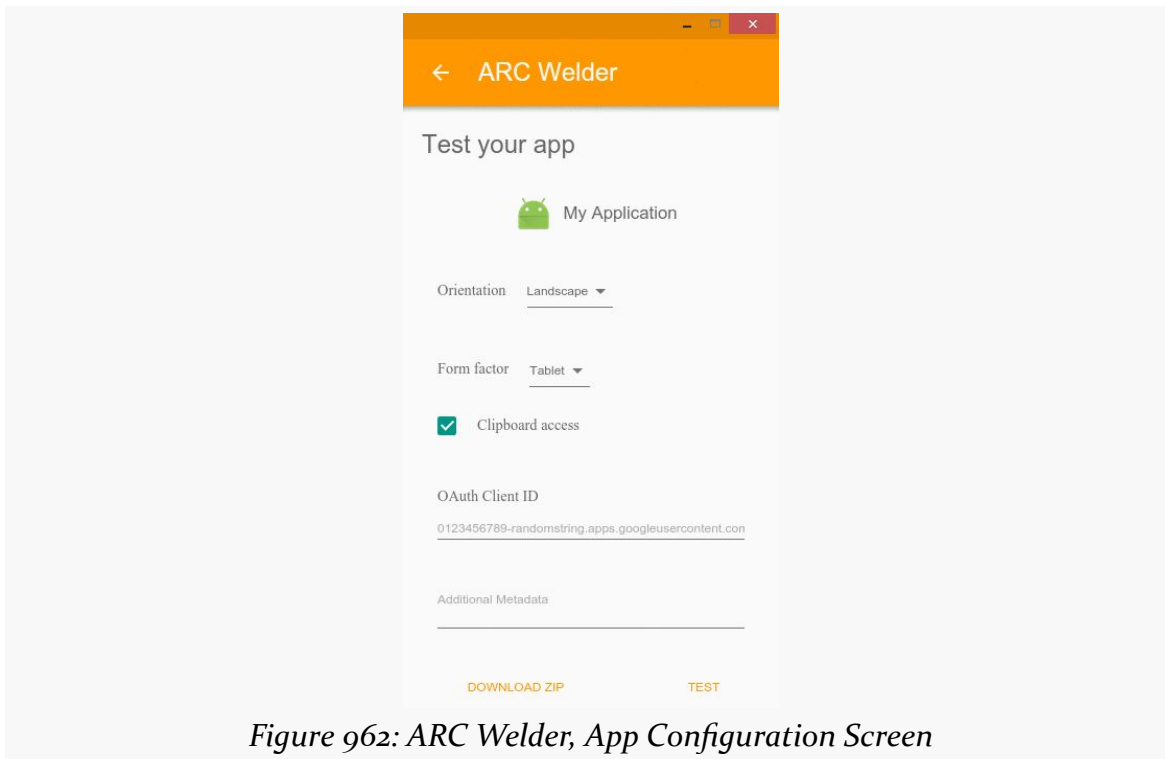 ARC Welder
Test your app
My Application
Orientation Landscape
Form factor Tablet
Clipboard access
OAuth Client ID
0123456789-randomstring.apps.googleusercontent.com
Additional Metadata
DOWNLOAD ZIP TEST
Figure 962: ARC Welder, App Configuration Screen